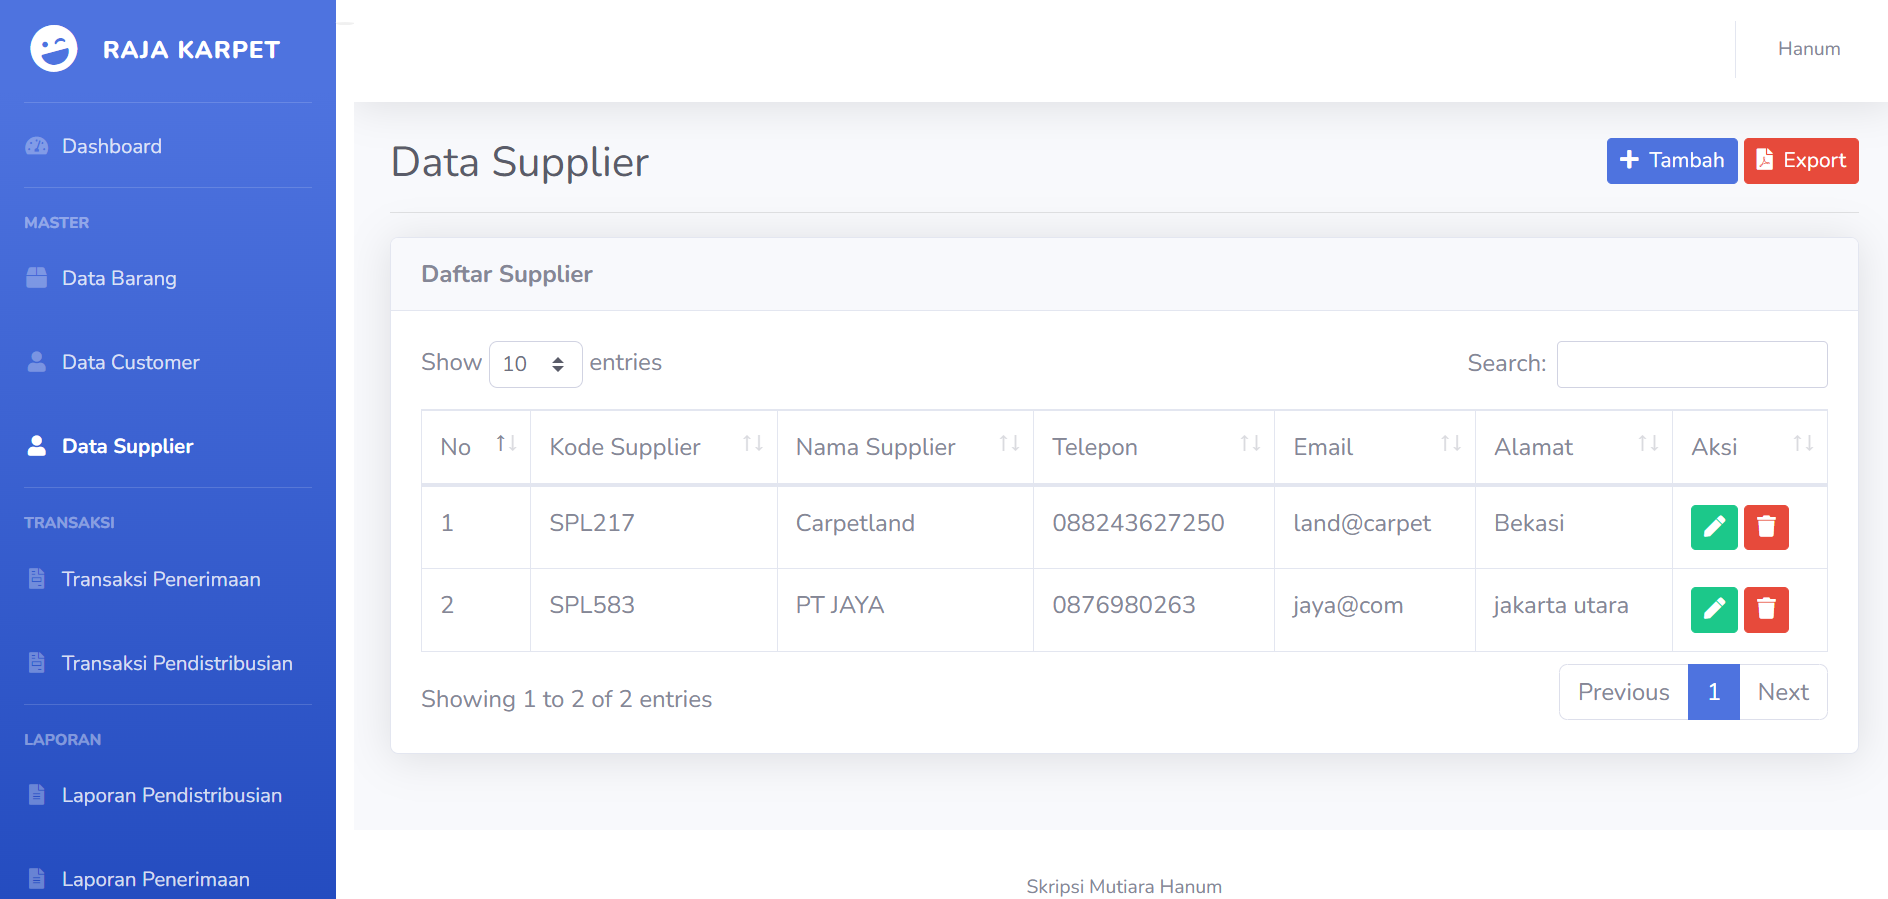 RAJA KARPET
Hanum
Dashboard
MASTER
Data Barang
Data Customer
Data Supplier
TRANSAKSI
Transaksi Penerimaan
Transaksi Pendistribusian
LAPORAN
Laporan Pendistribusian
Laporan Penerimaan
Data Supplier
Tambah Export
Daftar Supplier
Show 10 entries Search:
No Kode Supplier Nama Supplier Telepon Email Alamat Aksi
1 SPL217 Carpetland 088243627250 land@carpet Bekasi
2 SPL583 PT JAYA 0876980263 jaya@com jakarta utara
Showing 1 to 2 of 2 entries Previous 1 Next
Skripsi Mutiara Hanum